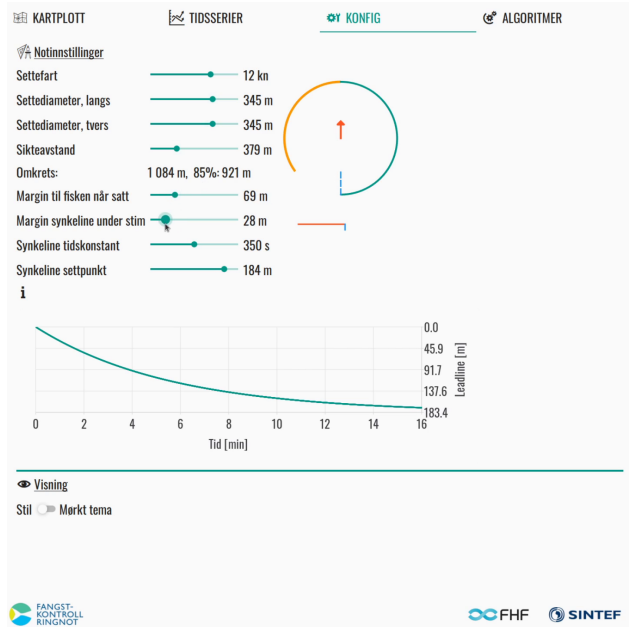 KARTPLOTT
TIDSSERIER
KONFIG
ALGORITMER
Notinnstillinger
Settefart 12 kn
Settediameter, langs 345 m
Settediameter, tvers 345 m
Sikteavstand 379 m
Omkrets: 1 084 m, 85%: 921 m
Margin til fisken når satt 69 m
Margin synkeline under stim 28 m
Synkeline tidskonstant 350 s
Synkeline settpunkt 184 m
i
0.0
45.9
91.7
137.6
183.4
Leadline [m]
0 2 4 6 8 10 12 14 16
Tid [min]
Visning
Stil Mørkt tema
FANGST-
KONTROLL
RINGNOT
FHF
SINTEF